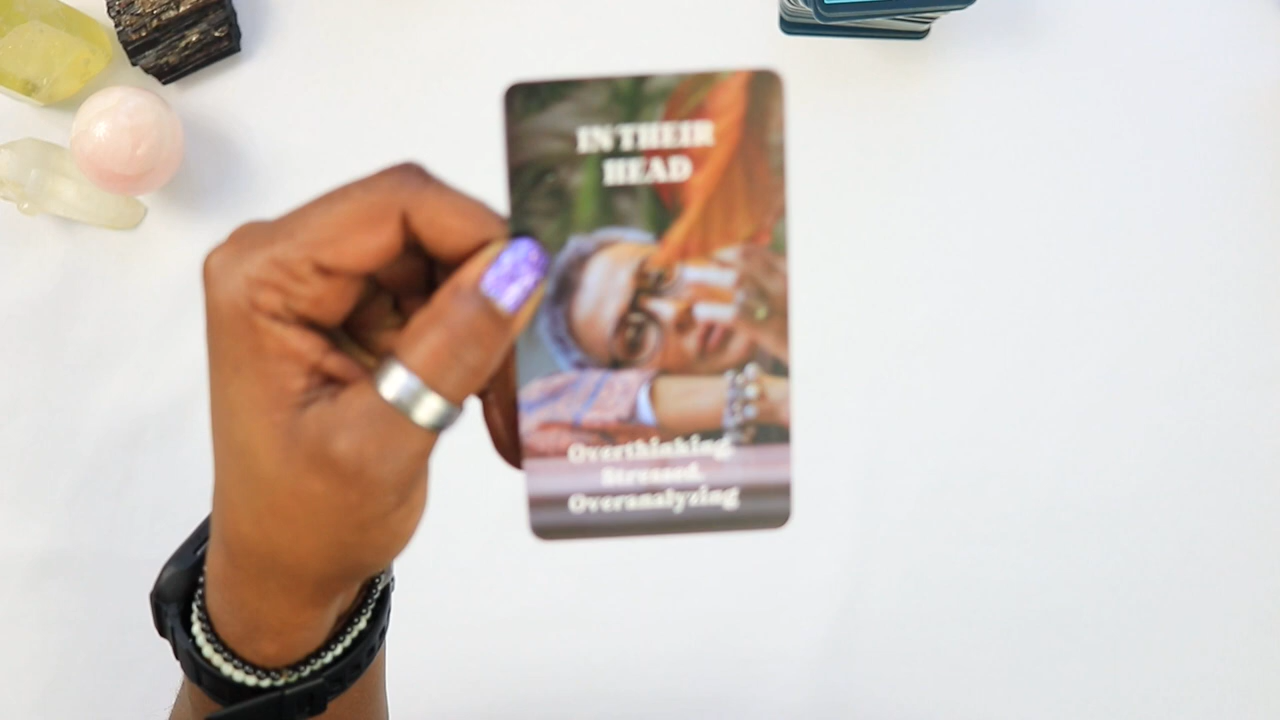 IN THEIR
HEAD
Overthinking,
Stressed,
Overanalyzing